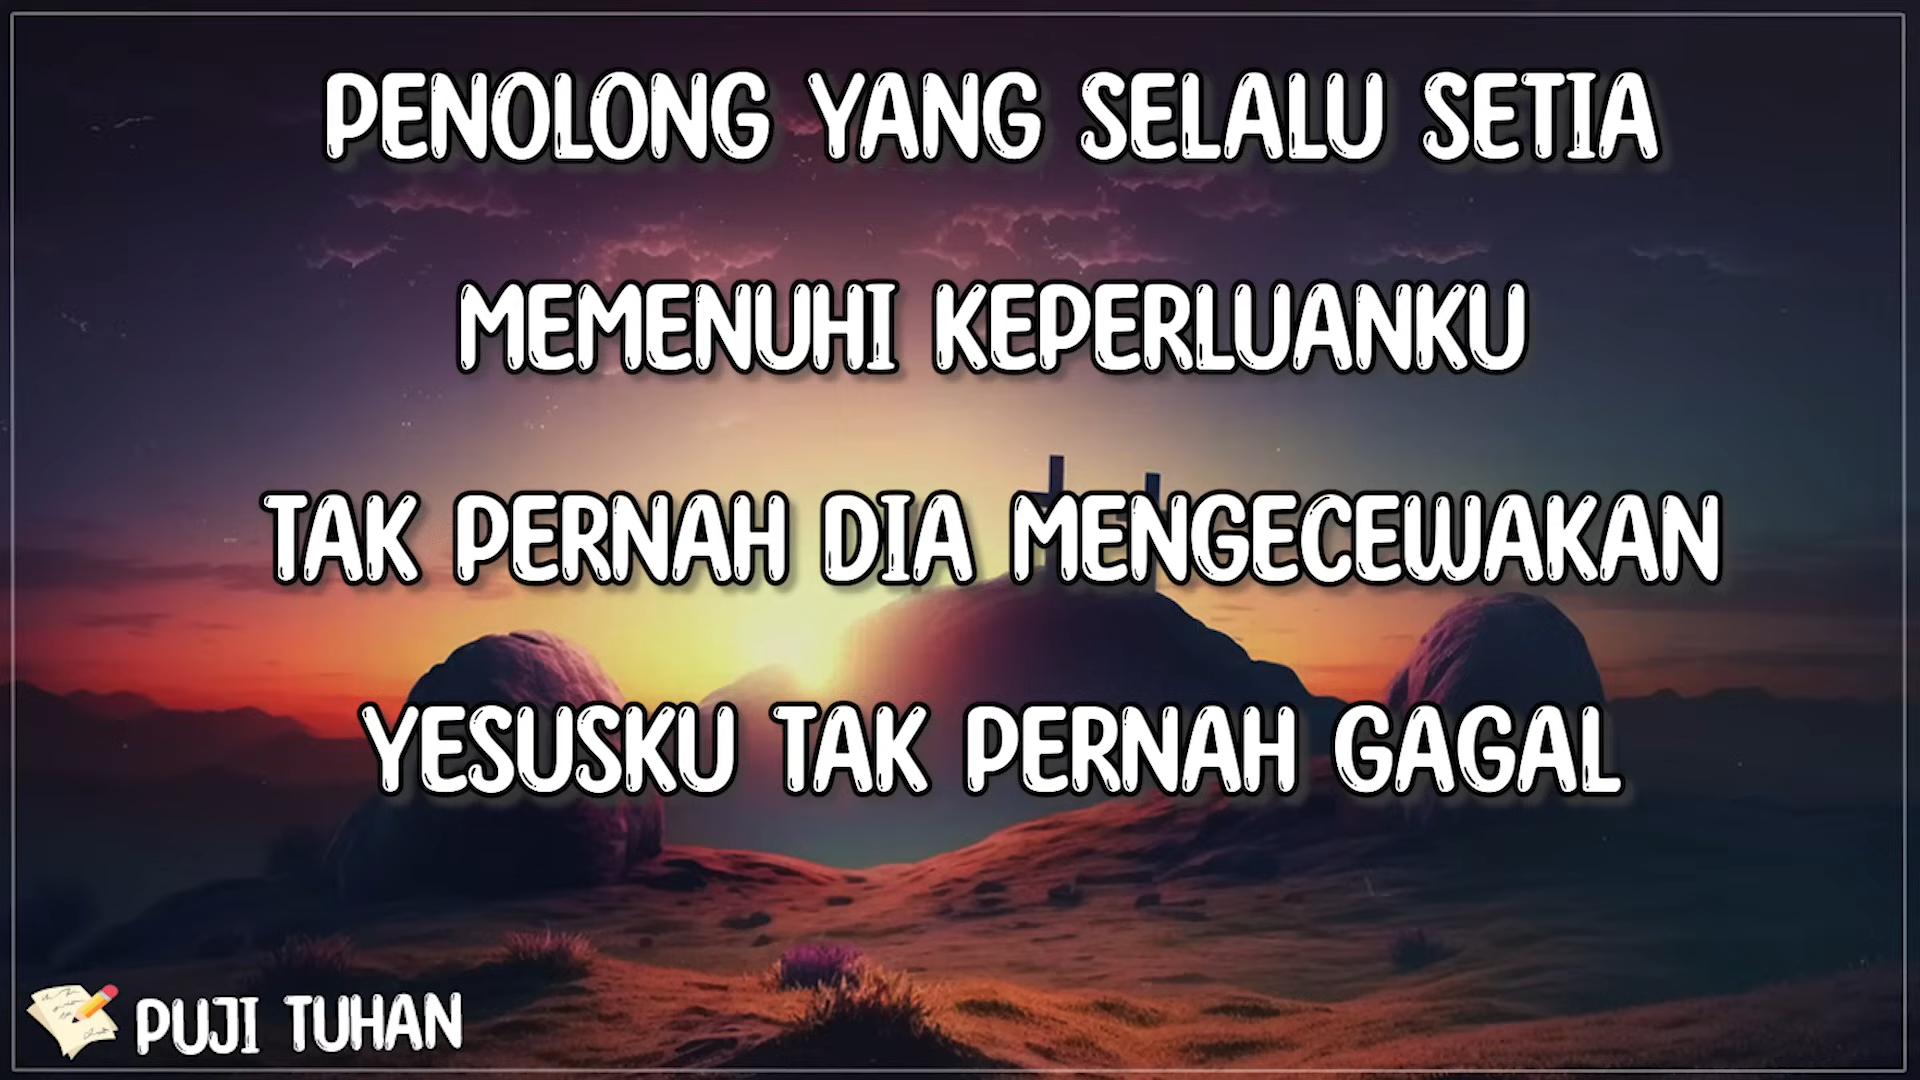 PENOLONG YANG SELALU SETIA
MEMENUHI KEPERLUANKU
TAK PERNAH DIA MENGECEWAKAN
YESUSKU TAK PERNAH GAGAL
PUJI TUHAN